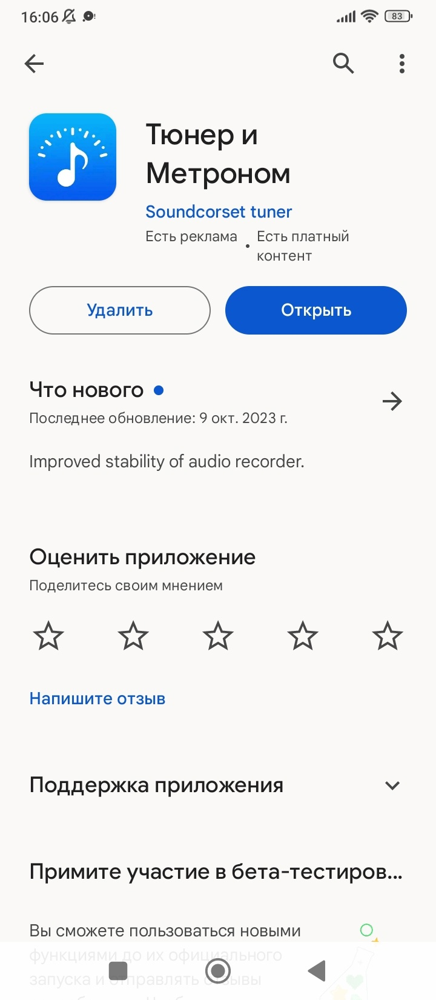 16:06
83
Тюнер и
Метроном
Soundcorset tuner
Есть реклама • Есть платный
контент
Удалить
Открыть
Что нового
Последнее обновление: 9 окт. 2023 г.
Improved stability of audio recorder.
Оценить приложение
Поделитесь своим мнением
Напишите отзыв
Поддержка приложения
Примите участие в бета-тестиров...
Вы сможете пользоваться новыми
функциями до их официального
запуска и отправлять отзывы